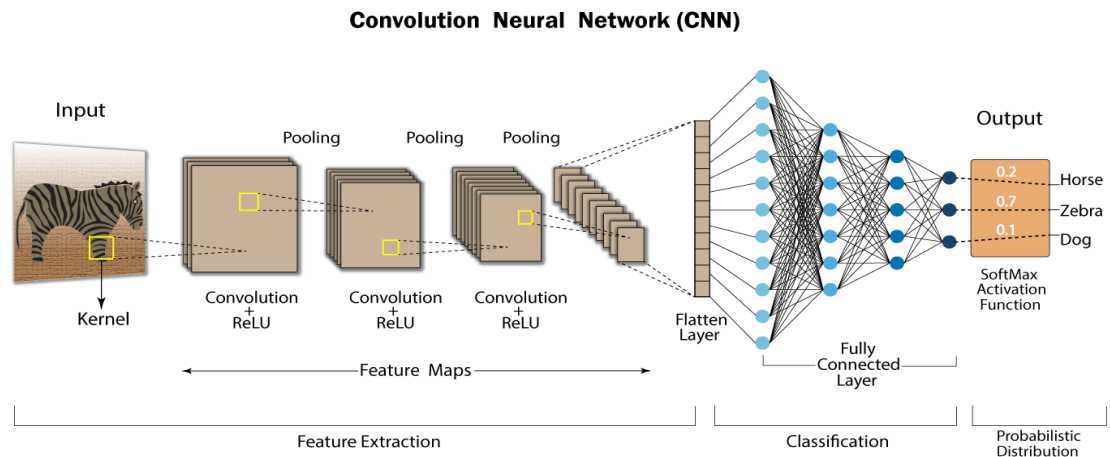 Convolution Neural Network (CNN)
Input
Kernel
Convolution
+
ReLU
Pooling
Convolution
+
ReLU
Pooling
Convolution
+
ReLU
Pooling
Feature Maps
Flatten
Layer
Fully
Connected
Layer
Output
0.2
Horse
0.7
Zebra
0.1
Dog
SoftMax
Activation
Function
Feature Extraction
Classification
Probabilistic
Distribution